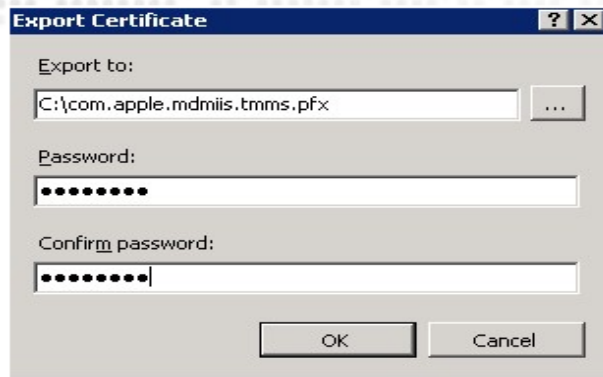 Export Certificate
Export to:
C:\com.apple.mdmiis.tmms.pfx
...
Password:
●●●●●●●●
Confirm password:
●●●●●●●●
OK
Cancel